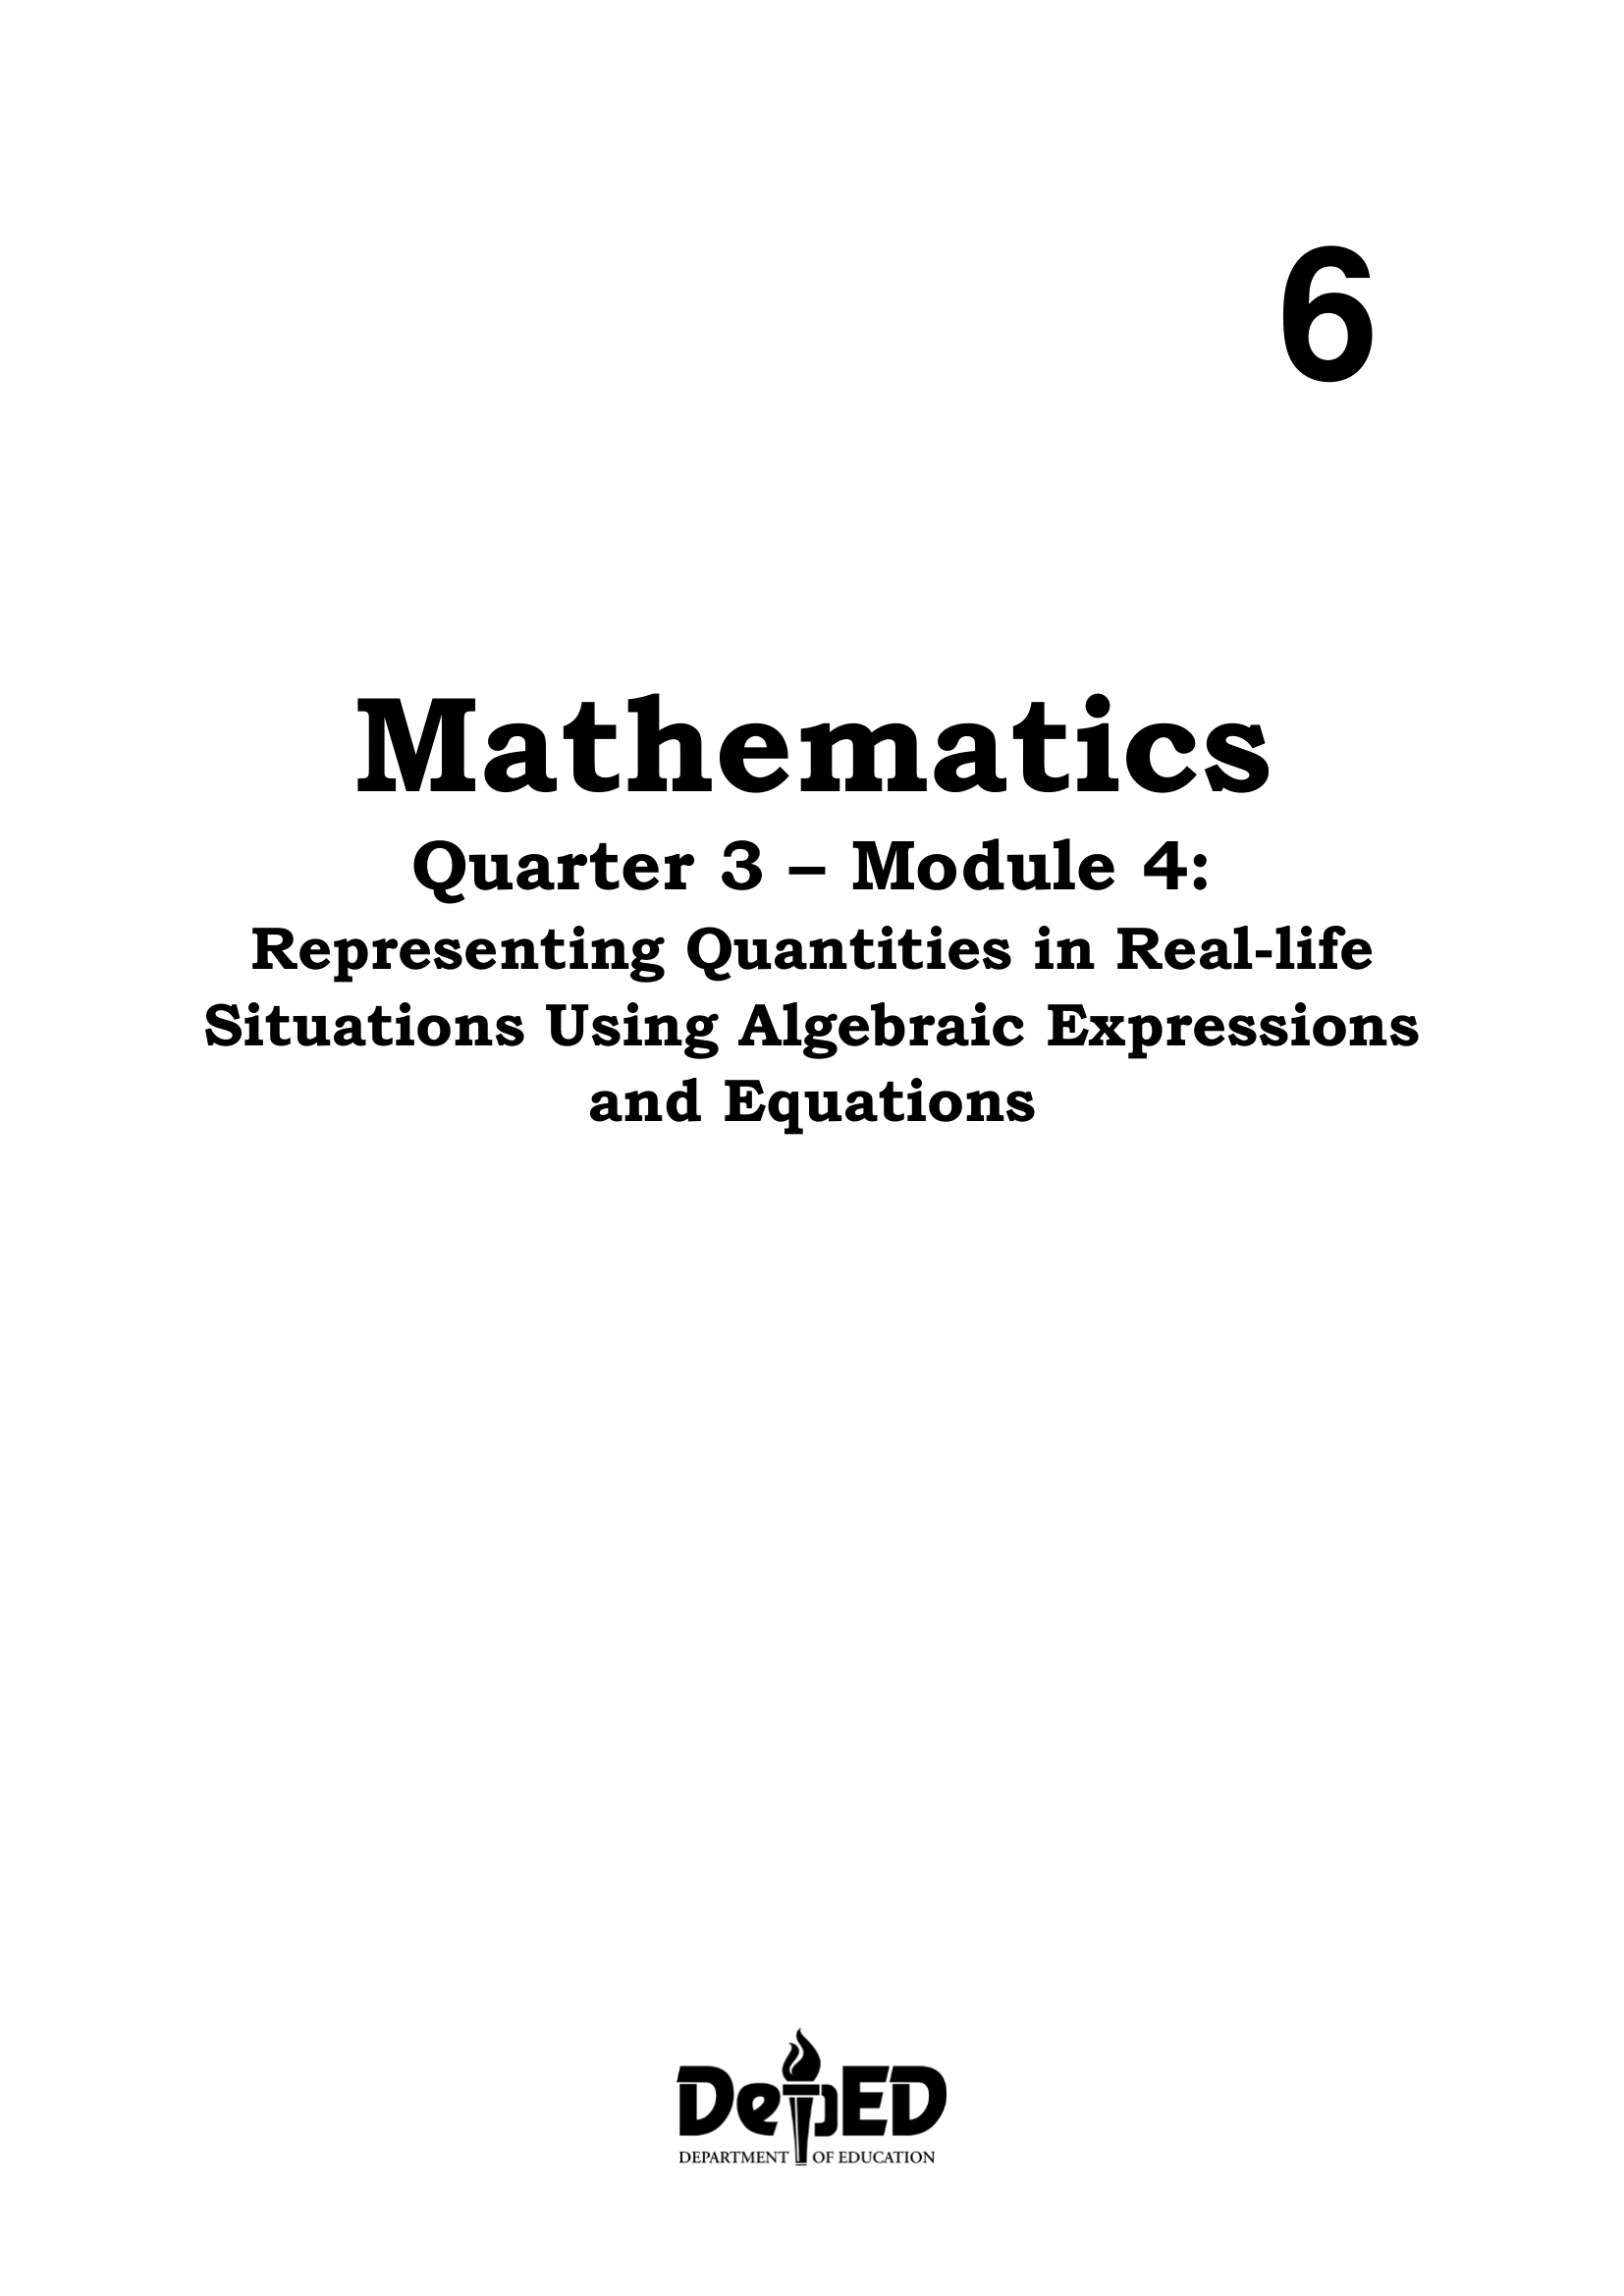 6
Mathematics
Quarter 3 – Module 4:
Representing Quantities in Real-life
Situations Using Algebraic Expressions
and Equations
DepED
DEPARTMENT OF EDUCATION